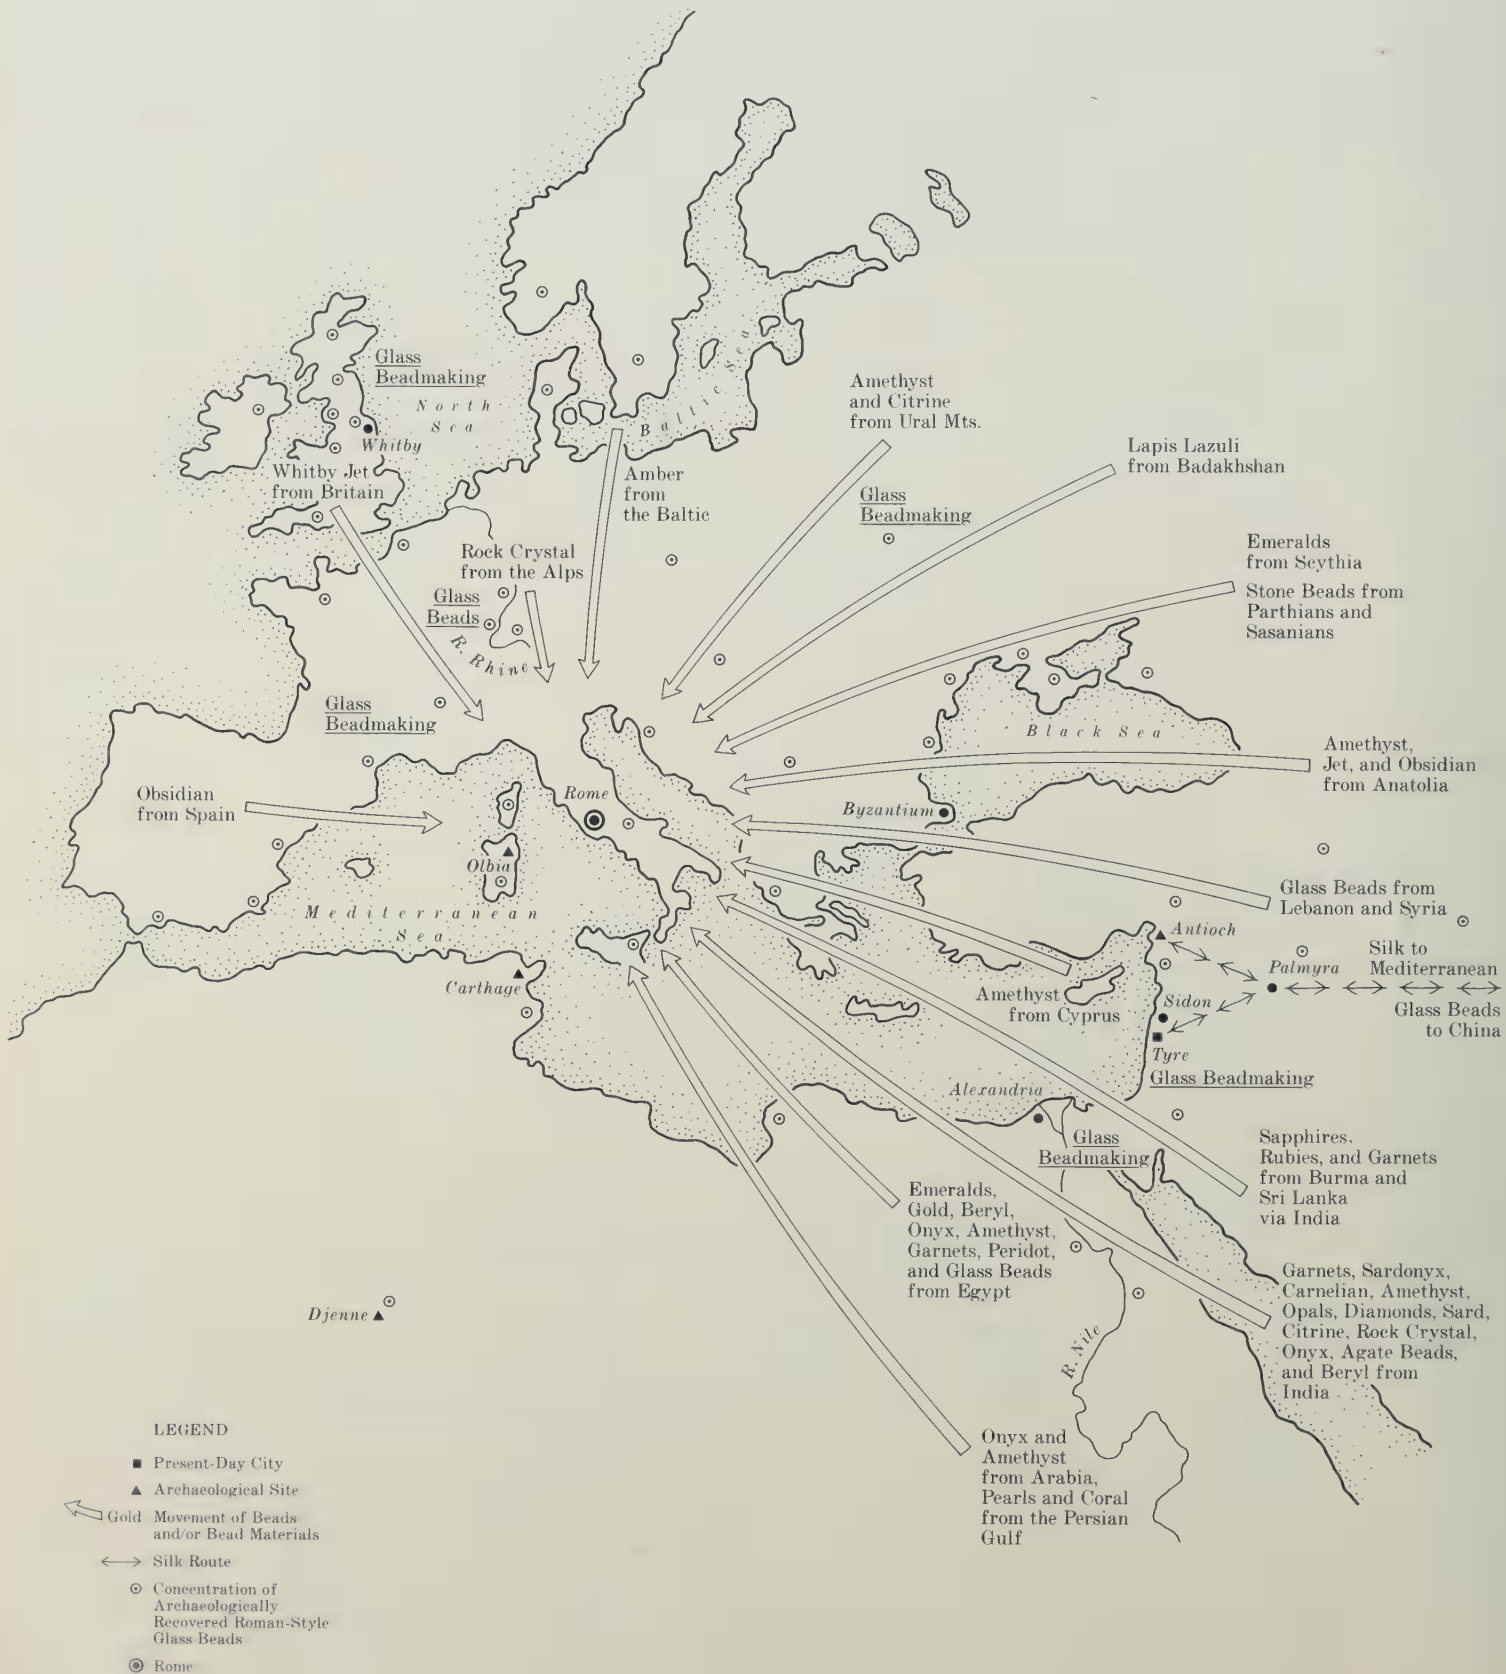 Glass
Beadmaking
North
Sea
Whitby
Whitby Jet
from Britain
Baltic Sea
Amber
from
the Baltic
Amethyst
and Citrine
from Ural Mts.
Lapis Lazuli
from Badakhshan
Glass
Beadmaking
Rock Crystal
from the Alps
Glass
Beads
R. Rhine
Emeralds
from Scythia
Stone Beads from
Parthians and
Sasanians
Glass
Beadmaking
Black Sea
Amethyst,
Jet, and Obsidian
from Anatolia
Obsidian
from Spain
Rome
Byzantium
Olbia
Mediterranean
Sea
Glass Beads from
Lebanon and Syria
Antioch
Silk to
Mediterranean
Palmyra
Carthage
Amethyst
from Cyprus
Sidon
Glass Beads
to China
Tyre
Glass Beadmaking
Alexandria
Glass
Beadmaking
Sapphires,
Rubies, and Garnets
from Burma and
Sri Lanka
via India
Emeralds,
Gold, Beryl,
Onyx, Amethyst,
Garnets, Peridot,
and Glass Beads
from Egypt
Garnets, Sardonyx,
Carnelian, Amethyst,
Opals, Diamonds, Sard,
Citrine, Rock Crystal,
Onyx, Agate Beads,
and Beryl from
India
Djenne
R. Nile
Onyx and
Amethyst
from Arabia,
Pearls and Coral
from the Persian
Gulf
LEGEND
Present-Day City
Archaeological Site
Gold Movement of Beads
and/or Bead Materials
Silk Route
Concentration of
Archaeologically
Recovered Roman-Style
Glass Beads
Rome